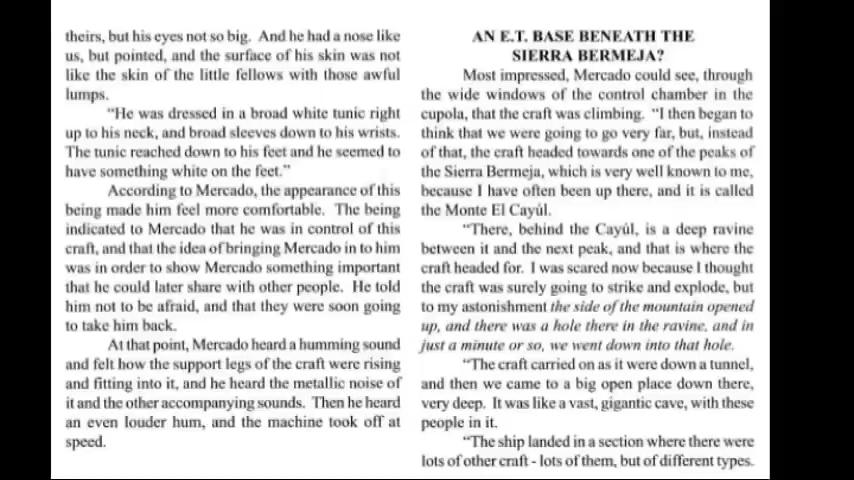 theirs, but his eyes not so big. And he had a nose like
us, but pointed, and the surface of his skin was not
like the skin of the little fellows with those awful
lumps.
"He was dressed in a broad white tunic right
up to his neck, and broad sleeves down to his wrists.
The tunic reached down to his feet and he seemed to
have something white on the feet."
According to Mercado, the appearance of this
being made him feel more comfortable. The being
indicated to Mercado that he was in control of this
craft, and that the idea of bringing Mercado in to him
was in order to show Mercado something important
that he could later share with other people. He told
him not to be afraid, and that they were soon going
to take him back.
At that point, Mercado heard a humming sound
and felt how the support legs of the craft were rising
and fitting into it, and he heard the metallic noise of
it and the other accompanying sounds. Then he heard
an even louder hum, and the machine took off at
speed.
AN E.T. BASE BENEATH THE
SIERRA BERMEJA?
Most impressed, Mercado could see, through
the wide windows of the control chamber in the
cupola, that the craft was climbing. "I then began to
think that we were going to go very far, but, instead
of that, the craft headed towards one of the peaks of
the Sierra Bermeja, which is very well known to me,
because I have often been up there, and it is called
the Monte El Cayúl.
"There, behind the Cayúl, is a deep ravine
between it and the next peak, and that is where the
craft headed for. I was scared now because I thought
the craft was surely going to strike and explode, but
to my astonishment the side of the mountain opened
up, and there was a hole there in the ravine, and in
just a minute or so, we went down into that hole.
"The craft carried on as it were down a tunnel,
and then we came to a big open place down there,
very deep. It was like a vast, gigantic cave, with these
people in it.
"The ship landed in a section where there were
lots of other craft - lots of them, but of different types.